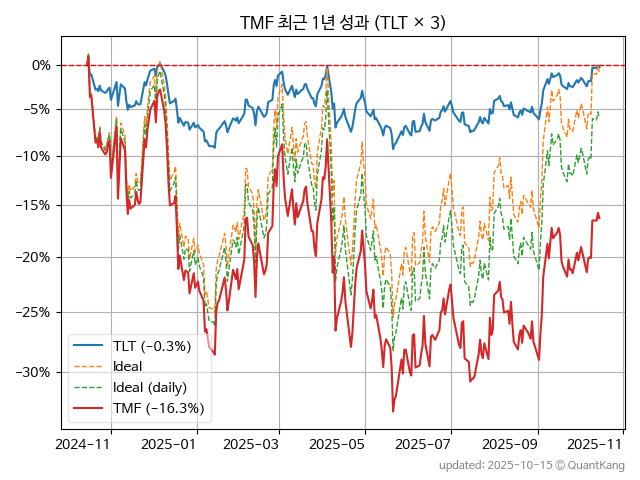 TMF 최근 1년 성과 (TLT × 3)
0%
−5%
−10%
−15%
−20%
−25%
−30%
TLT (−0.3%)
Ideal
Ideal (daily)
TMF (−16.3%)
2024-11 2025-01 2025-03 2025-05 2025-07 2025-09 2025-11
updated: 2025-10-15 © QuantKang